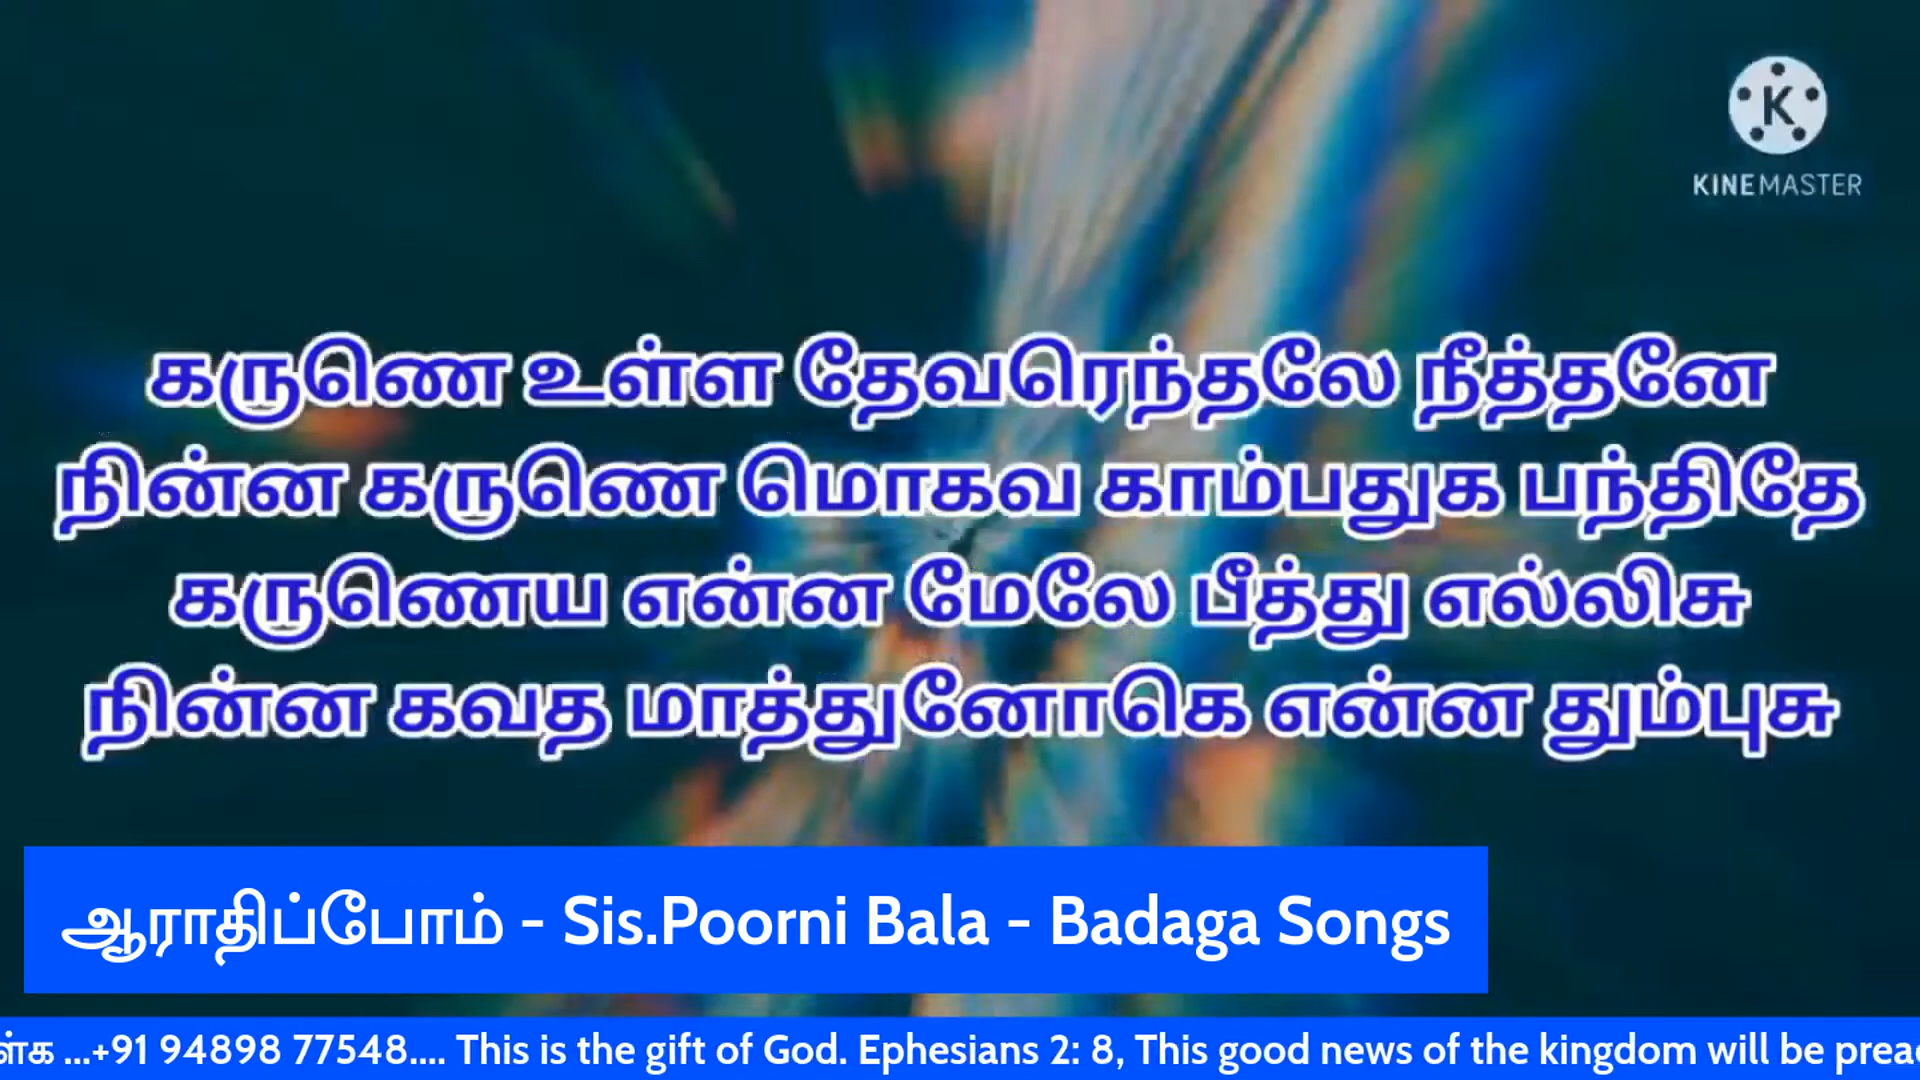 KINEMASTER
கருணெ உள்ள தேவரெந்தலே நீத்தனே
நின்ன கருணெ மொகவ காம்பதுக பந்திதே
கருணெய என்ன மேலே பீத்து எல்லிசு
நின்ன கவத மாத்துனோகெ என்ன தும்புசு
ஆராதிப்போம் - Sis.Poorni Bala - Badaga Songs
ள்க ...+91 94898 77548.... This is the gift of God. Ephesians 2: 8, This good news of the kingdom will be preac